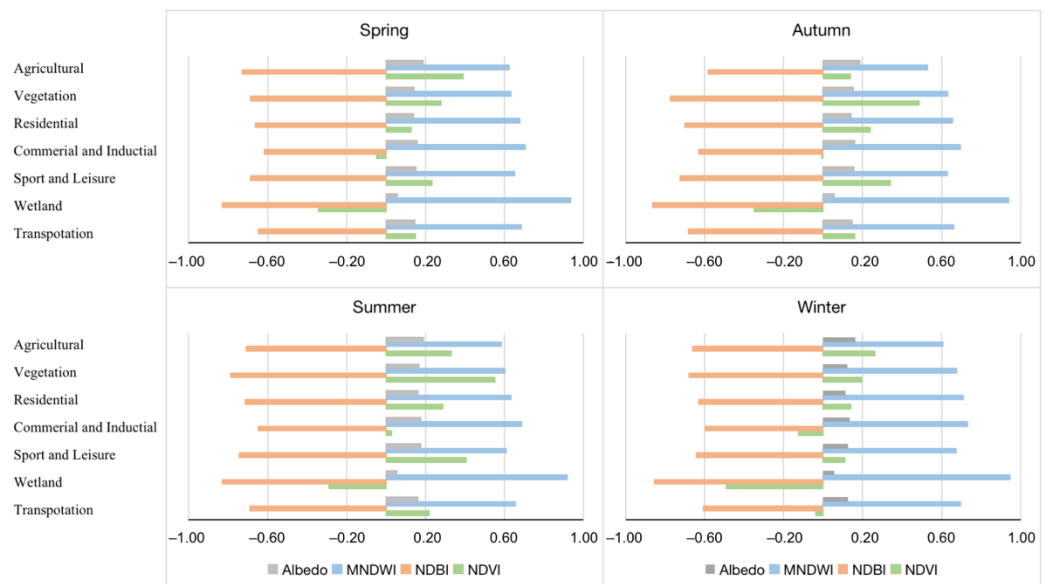 Spring
Agricultural
Vegetation
Residential
Commerial and Inductial
Sport and Leisure
Wetland
Transpotation
−1.00 −0.60 −0.20 0.20 0.60 1.00
Autumn
−1.00 −0.60 −0.20 0.20 0.60 1.00
Summer
Agricultural
Vegetation
Residential
Commerial and Inductial
Sport and Leisure
Wetland
Transpotation
−1.00 −0.60 −0.20 0.20 0.60 1.00
Albedo MNDWI NDBI NDVI
Winter
−1.00 −0.60 −0.20 0.20 0.60 1.00
Albedo MNDWI NDBI NDVI